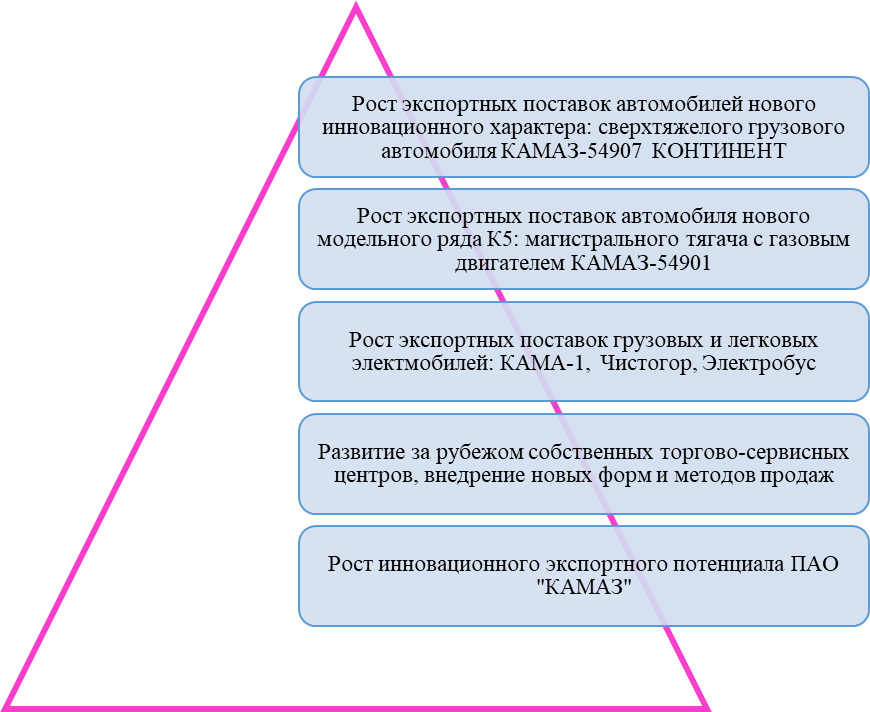 Рост экспортных поставок автомобилей нового
инновационного характера: сверхтяжелого грузового
автомобиля КАМАЗ-54907 КОНТИНЕНТ
Рост экспортных поставок автомобиля нового
модельного ряда К5: магистрального тягача с газовым
двигателем КАМАЗ-54901
Рост экспортных поставок грузовых и легковых
электмобилей: КАМА-1, Чистогор, Электробус
Развитие за рубежом собственных торгово-сервисных
центров, внедрение новых форм и методов продаж
Рост инновационного экспортного потенциала ПАО
"КАМАЗ"